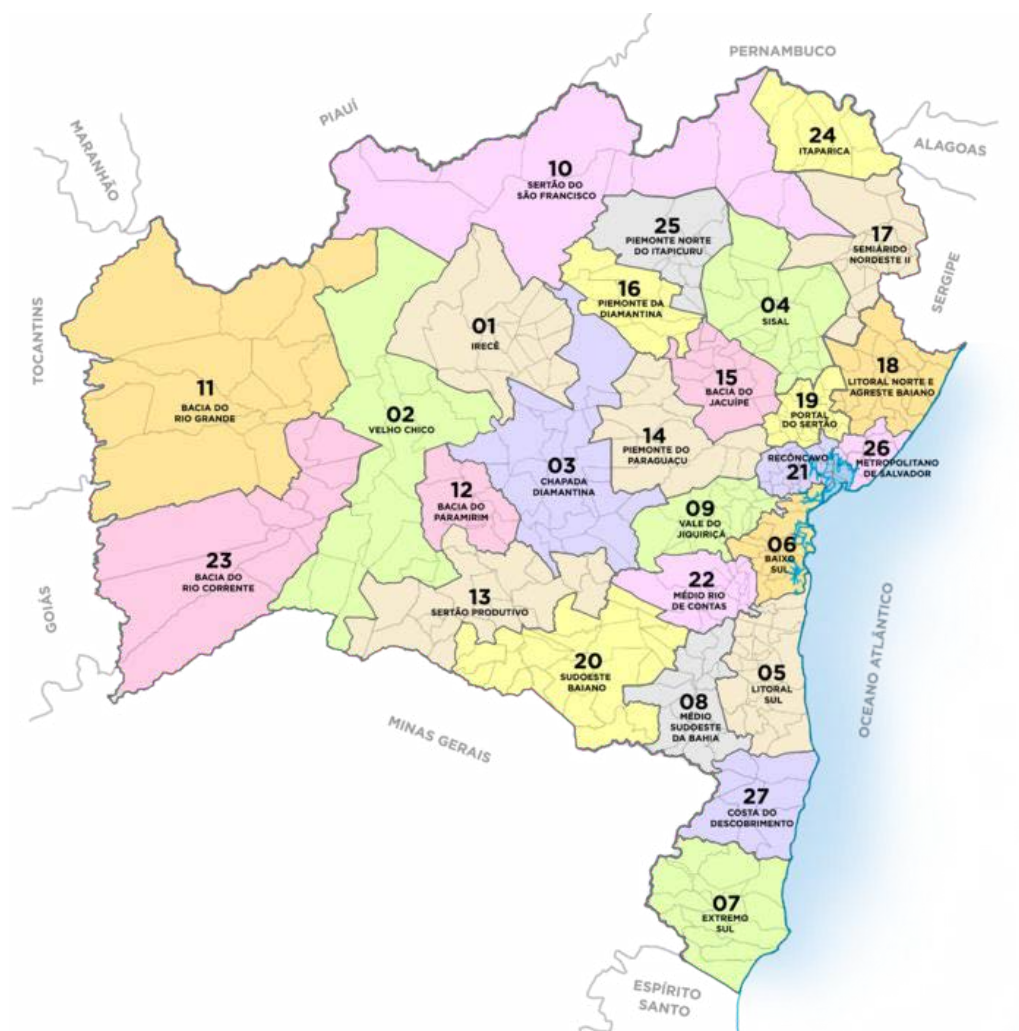 PERNAMBUCO
PIAUÍ
MARANHÃO
ALAGOAS
24
ITAPARICA
10
SERTÃO DO
SÃO FRANCISCO
25
PIEMONTE NORTE
DO ITAPICURU
17
SEMIÁRIDO
NORDESTE II
SERGIPE
TOCANTINS
16
PIEMONTE DA
DIAMANTINA
04
SISAL
01
IRECÊ
11
BACIA DO
RIO GRANDE
18
LITORAL NORTE E
AGRESTE BAIANO
15
BACIA DO
JACUÍPE
19
PORTAL
DO SERTÃO
02
VELHO CHICO
14
PIEMONTE DO
PARAGUAÇU
03
CHAPADA
DIAMANTINA
RECÔNCAVO
21
26
METROPOLITANO
DE SALVADOR
12
BACIA DO
PARAMIRIM
09
VALE DO
JIQUIRIÇÁ
06
BAIXO
SUL
23
BACIA DO
RIO CORRENTE
22
MÉDIO RIO
DE CONTAS
13
SERTÃO PRODUTIVO
GOIÁS
OCEANO ATLÂNTICO
20
SUDOESTE
BAIANO
05
LITORAL
SUL
08
MÉDIO
SUDOESTE
DA BAHIA
MINAS GERAIS
27
COSTA DO
DESCOBRIMENTO
07
EXTREMO
SUL
ESPÍRITO
SANTO